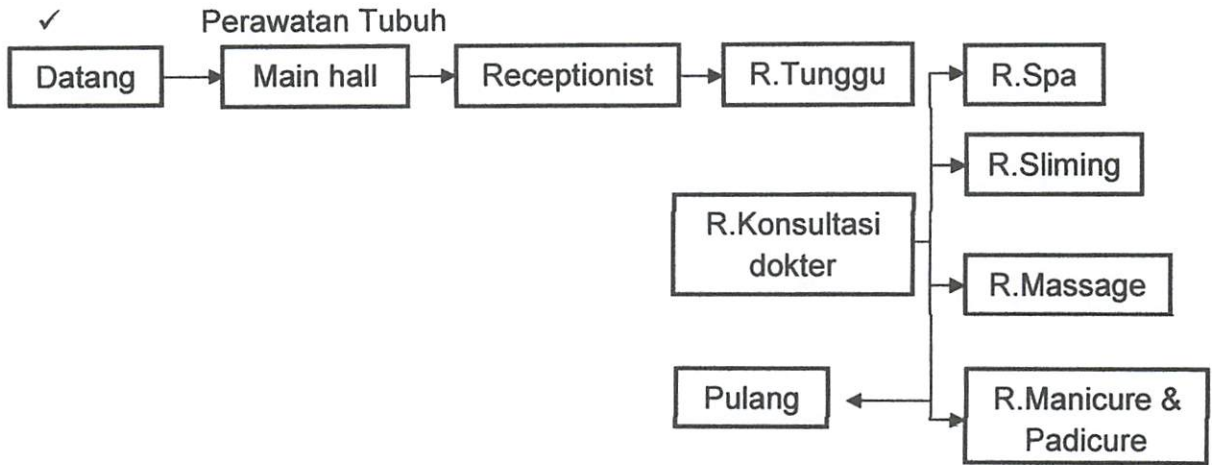 ✓ Perawatan Tubuh
Datang
Main hall
Receptionist
R.Tunggu
R.Spa
R.Sliming
R.Konsultasi
dokter
R.Massage
Pulang
R.Manicure &
Padicure